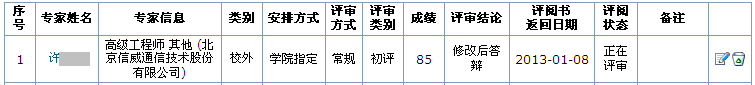 序号 专家姓名 专家信息 类别 安排方式 评审方式 评审类别 成绩 评审结论 评阅书返回日期 评阅状态 备注
1 许 高级工程师 其他 (北京信威通信技术股份有限公司) 校外 学院指定 常规 初评 85 修改后答辩 2013-01-08 正在评审